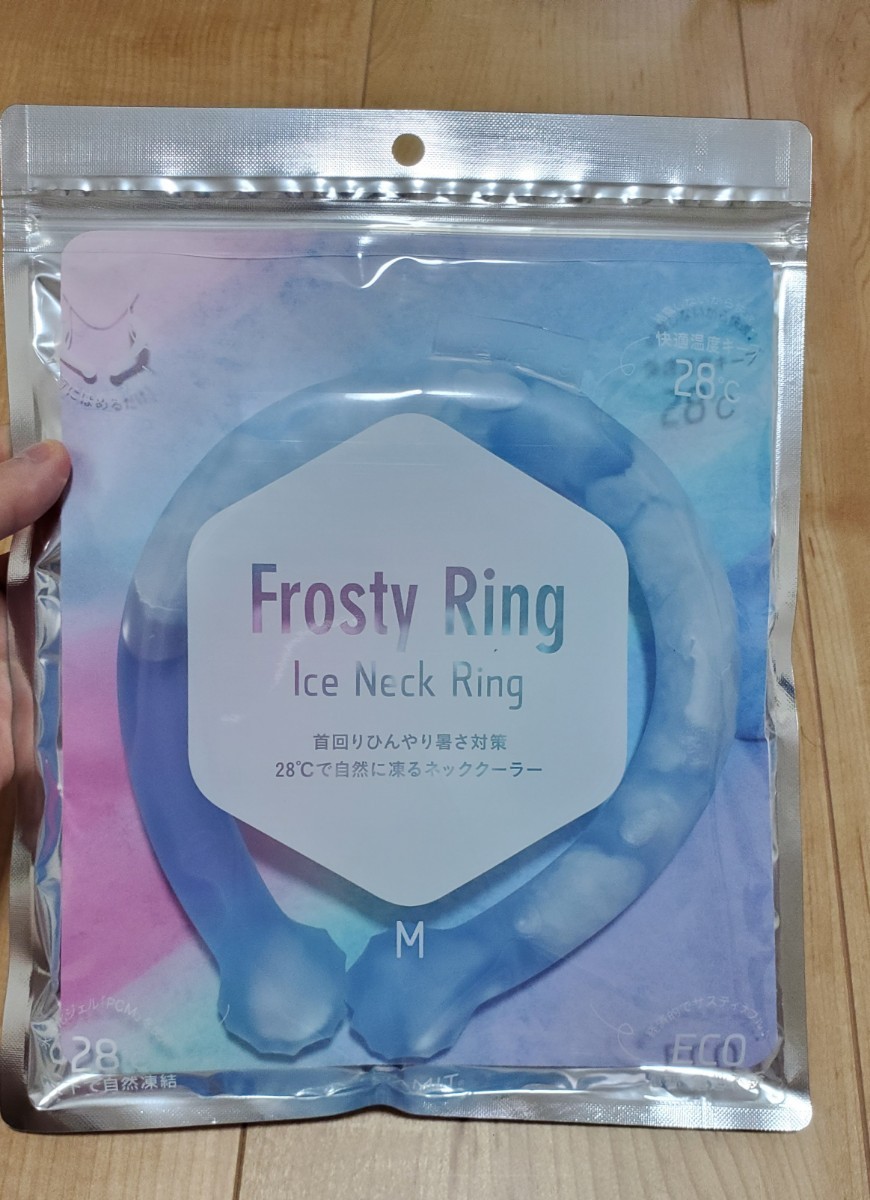 快適温度キープ
28℃
Frosty Ring
Ice Neck Ring
首回りひんやり暑さ対策
28℃で自然に凍るネッククーラー
M
28
で自然凍結
ECO